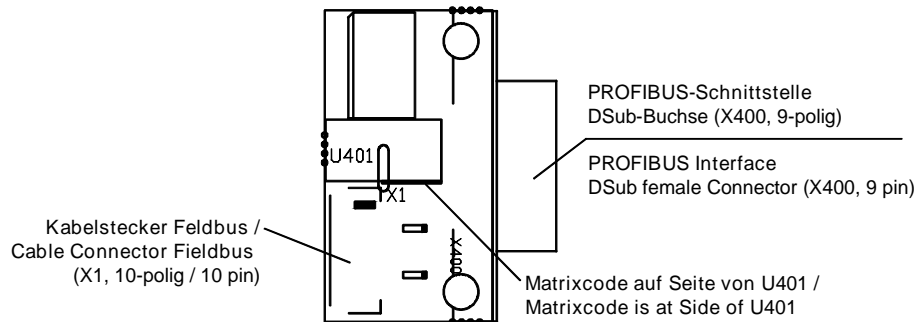 PROFIBUS-Schnittstelle
DSub-Buchse (X400, 9-polig)
PROFIBUS Interface
DSub female Connector (X400, 9 pin)
U401
X1
X400
Kabelstecker Feldbus /
Cable Connector Fieldbus
(X1, 10-polig / 10 pin)
Matrixcode auf Seite von U401 /
Matrixcode is at Side of U401